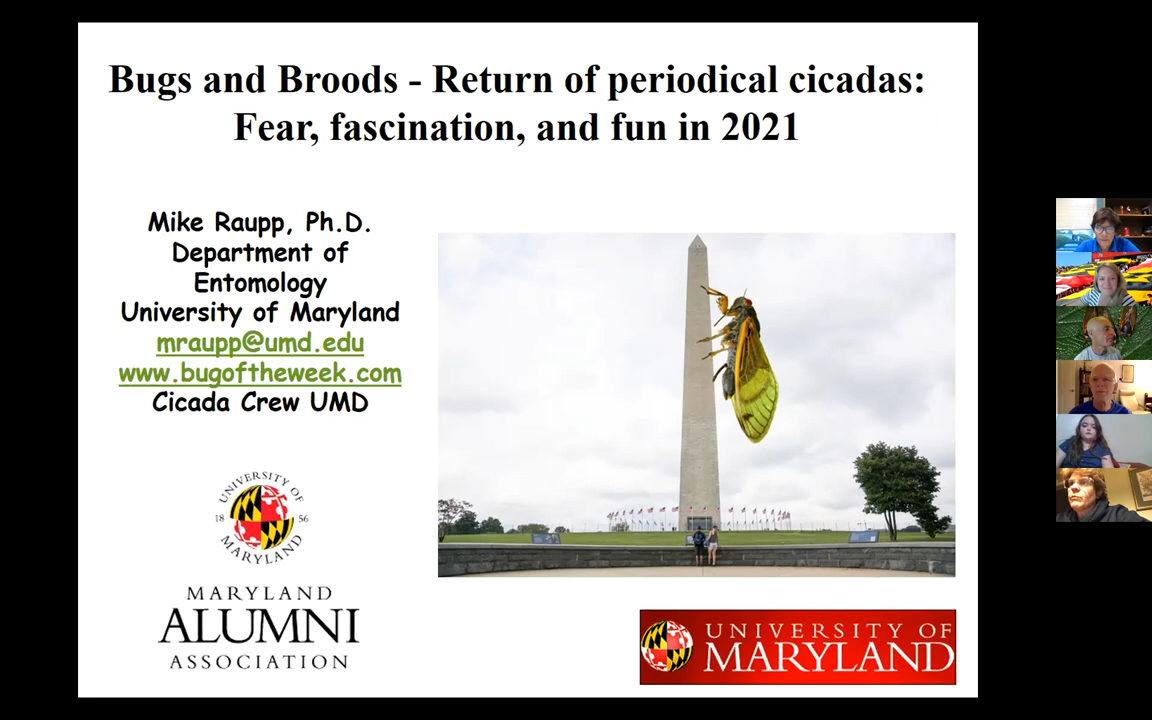 Bugs and Broods - Return of periodical cicadas:
Fear, fascination, and fun in 2021
Mike Raupp, Ph.D.
Department of
Entomology
University of Maryland
mraupp@umd.edu
www.bugoftheweek.com
Cicada Crew UMD
UNIVERSITY OF
18 56
MARYLAND
MARYLAND
ALUMNI
ASSOCIATION
UNIVERSITY OF
MARYLAND